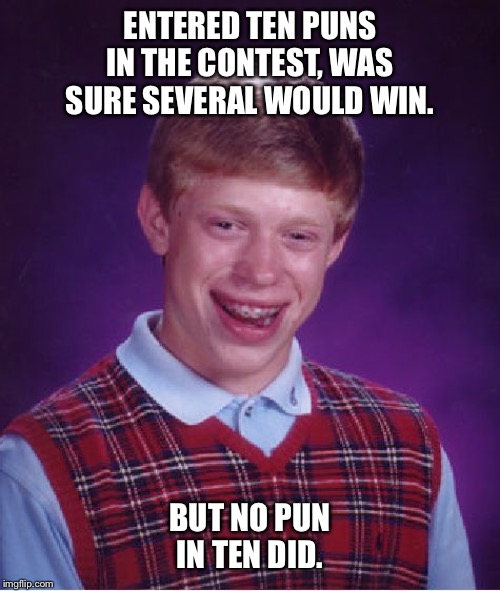 ENTERED TEN PUNS
IN THE CONTEST, WAS
SURE SEVERAL WOULD WIN.
BUT NO PUN
IN TEN DID.
imgflip.com